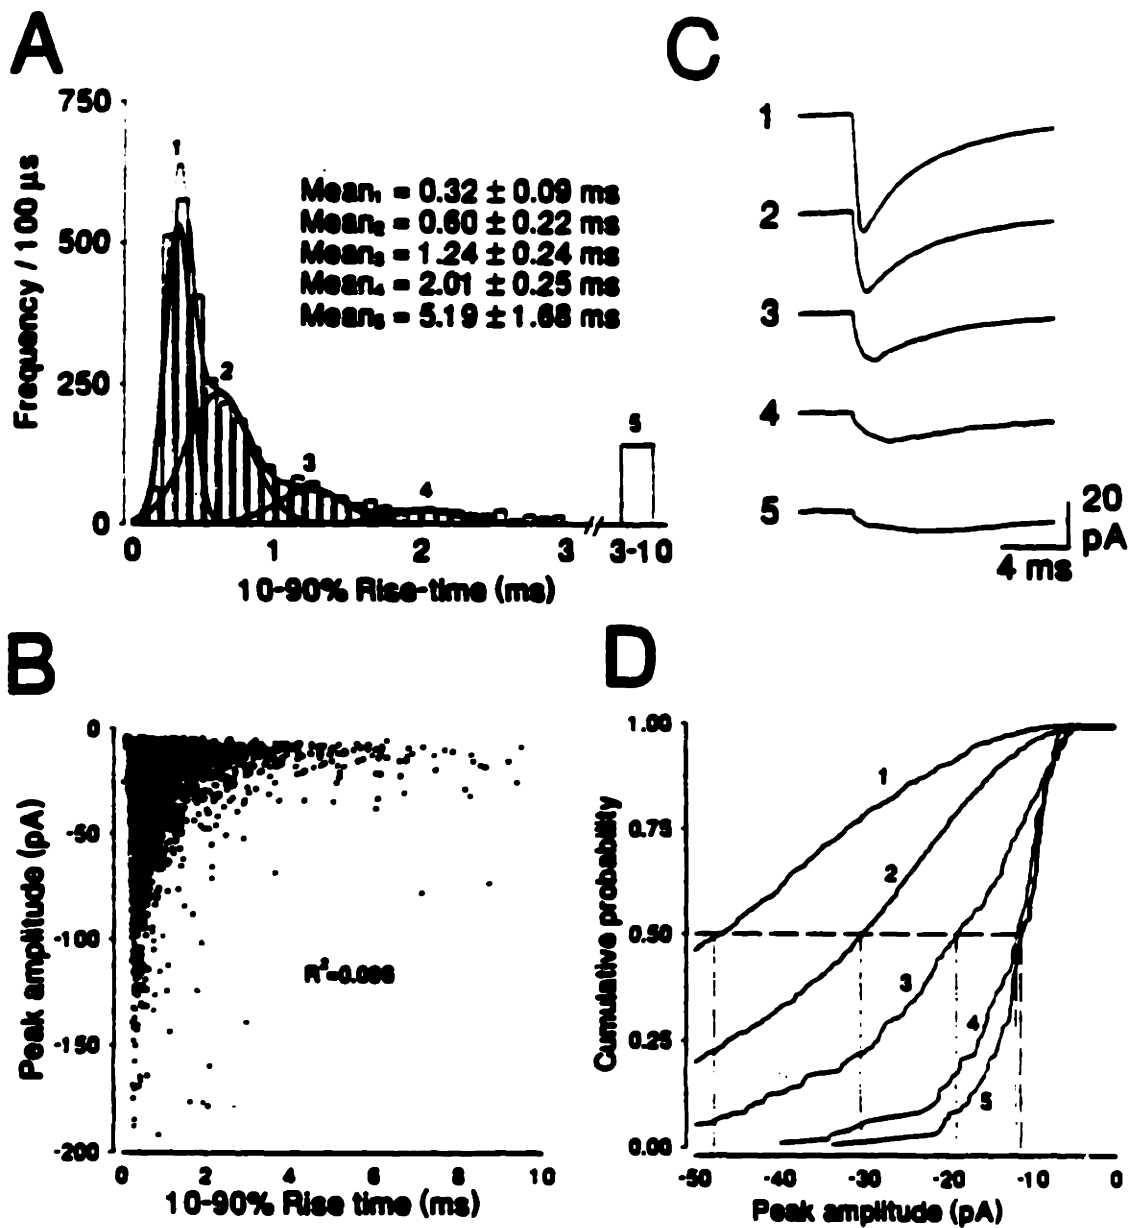 A
750
500
250
0
Frequency / 100 µs
1
2
3
4
5
Mean₁ = 0.32 ± 0.09 ms
Mean₂ = 0.60 ± 0.22 ms
Mean₃ = 1.24 ± 0.24 ms
Mean₄ = 2.01 ± 0.25 ms
Mean₅ = 5.19 ± 1.68 ms
0 1 2 3 3-10
10-90% Rise-time (ms)
C
1
2
3
4
5
20
pA
4 ms
B
0
-50
-100
-150
-200
Peak amplitude (pA)
0 2 4 6 8 10
10-90% Rise time (ms)
D
1.00
0.75
0.50
0.25
0.00
Cumulative probability
1
2
3
4
5
-50 -40 -30 -20 -10 0
Peak amplitude (pA)